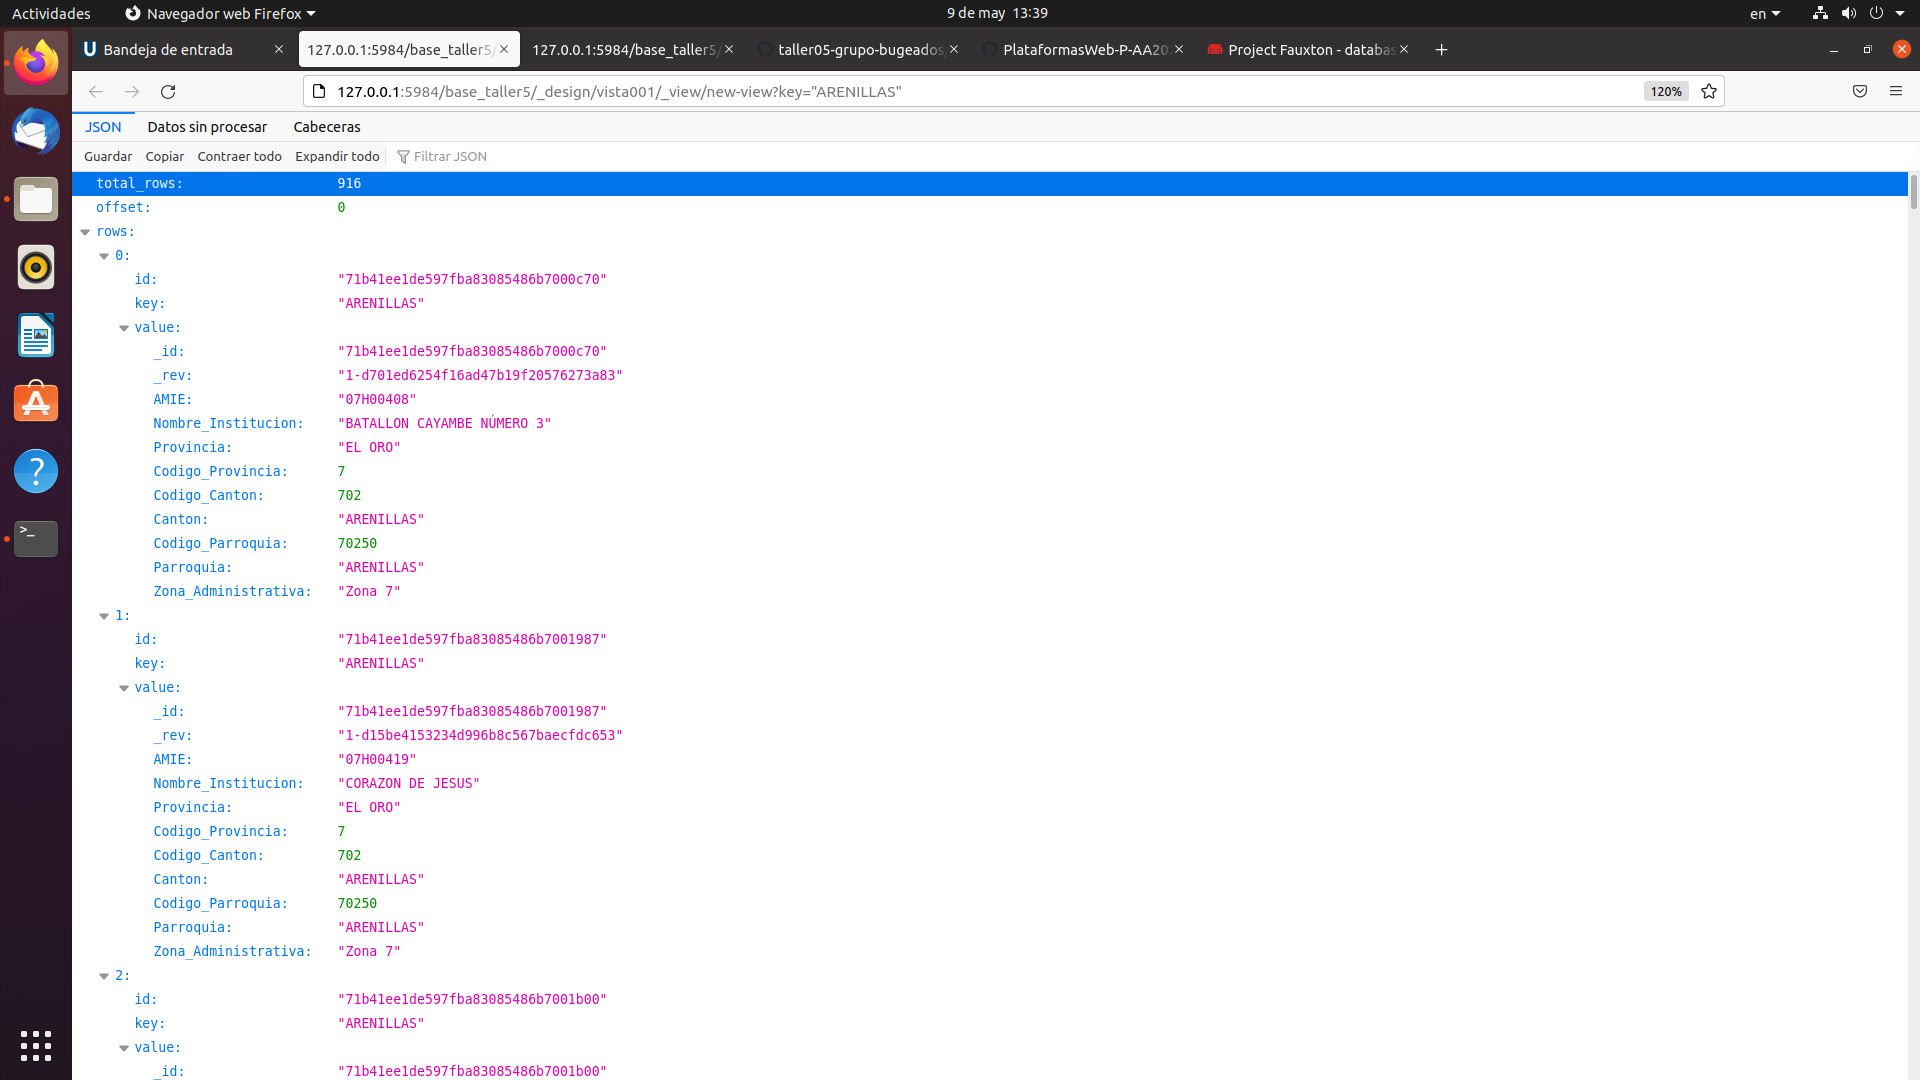 Actividades
Navegador web Firefox
9 de may 13:39
en
Bandeja de entrada
127.0.0.1:5984/base_taller5/
127.0.0.1:5984/base_taller5/
taller05-grupo-bugeados/
PlataformasWeb-P-AA20
Project Fauxton - databas
127.0.0.1:5984/base_taller5/_design/vista001/_view/new-view?key="ARENILLAS"
120%
JSON
Datos sin procesar
Cabeceras
Guardar
Copiar
Contraer todo
Expandir todo
Filtrar JSON
total_rows: 916
offset: 0
rows:
0:
id: "71b41ee1de597fba83085486b7000c70"
key: "ARENILLAS"
value:
_id: "71b41ee1de597fba83085486b7000c70"
_rev: "1-d701ed6254f16ad47b19f20576273a83"
AMIE: "07H00408"
Nombre_Institucion: "BATALLON CAYAMBE NÚMERO 3"
Provincia: "EL ORO"
Codigo_Provincia: 7
Codigo_Canton: 702
Canton: "ARENILLAS"
Codigo_Parroquia: 70250
Parroquia: "ARENILLAS"
Zona_Administrativa: "Zona 7"
1:
id: "71b41ee1de597fba83085486b7001987"
key: "ARENILLAS"
value:
_id: "71b41ee1de597fba83085486b7001987"
_rev: "1-d15be4153234d996b8c567baecfdc653"
AMIE: "07H00419"
Nombre_Institucion: "CORAZON DE JESUS"
Provincia: "EL ORO"
Codigo_Provincia: 7
Codigo_Canton: 702
Canton: "ARENILLAS"
Codigo_Parroquia: 70250
Parroquia: "ARENILLAS"
Zona_Administrativa: "Zona 7"
2:
id: "71b41ee1de597fba83085486b7001b00"
key: "ARENILLAS"
value:
_id: "71b41ee1de597fba83085486b7001b00"